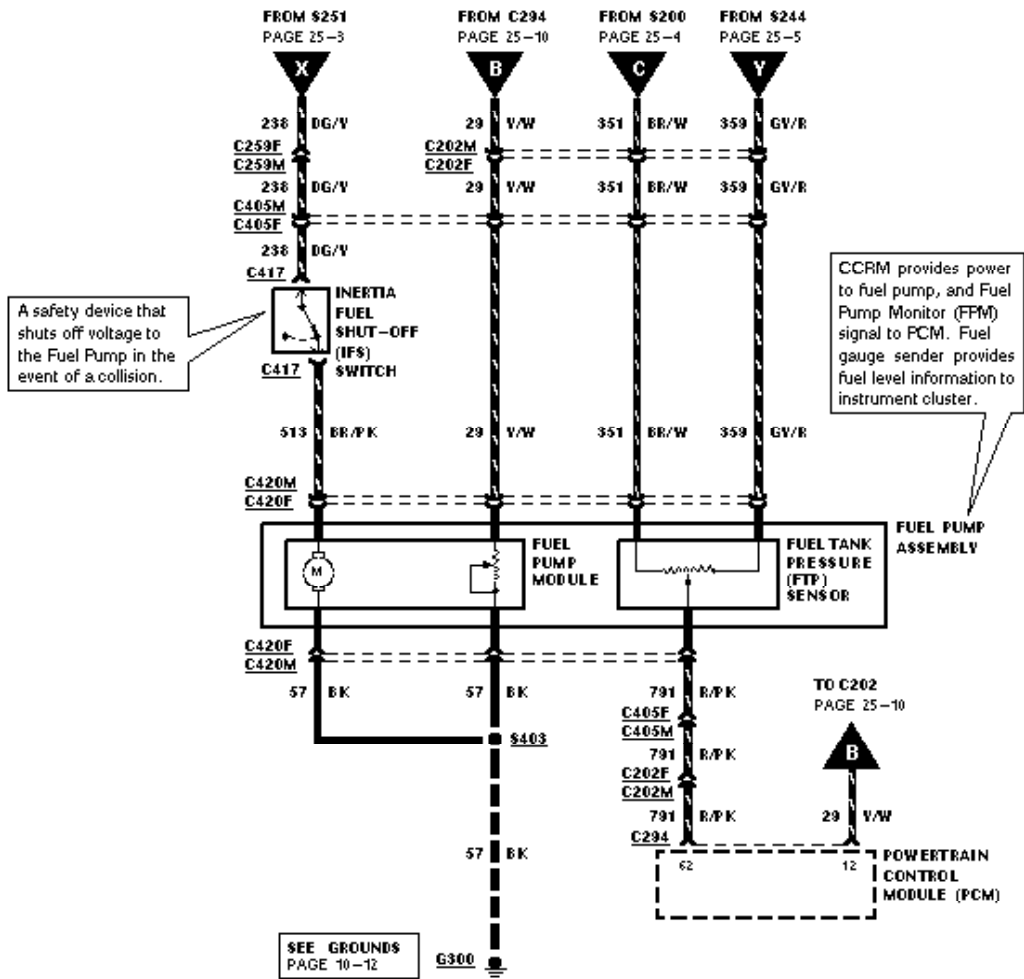 FROM S251
PAGE 25-3
X
FROM C294
PAGE 25-10
B
FROM S200
PAGE 25-4
C
FROM S244
PAGE 25-5
Y
238 DG/Y
29 Y/W
351 BR/W
359 GY/R
C259F
C259M
C202M
C202F
238 DG/Y
29 Y/W
351 BR/W
359 GY/R
C405M
C405F
238 DG/Y
C417
A safety device that
shuts off voltage to
the Fuel Pump in the
event of a collision.
INERTIA
FUEL
SHUT-OFF
(IFS)
SWITCH
C417
CCRM provides power
to fuel pump, and Fuel
Pump Monitor (FPM)
signal to PCM. Fuel
gauge sender provides
fuel level information to
instrument cluster.
513 BR/PK
29 Y/W
351 BR/W
359 GY/R
C420M
C420F
FUEL PUMP
ASSEMBLY
M
FUEL
PUMP
MODULE
FUEL TANK
PRESSURE
(FTP)
SENSOR
C420F
C420M
57 BK
57 BK
791 R/PK
TO C202
PAGE 25-10
B
C405F
C405M
S403
791 R/PK
C202F
C202M
791 R/PK
29 Y/W
C294
62
12
POWERTRAIN
CONTROL
MODULE (PCM)
57 BK
SEE GROUNDS
PAGE 10-12
G300